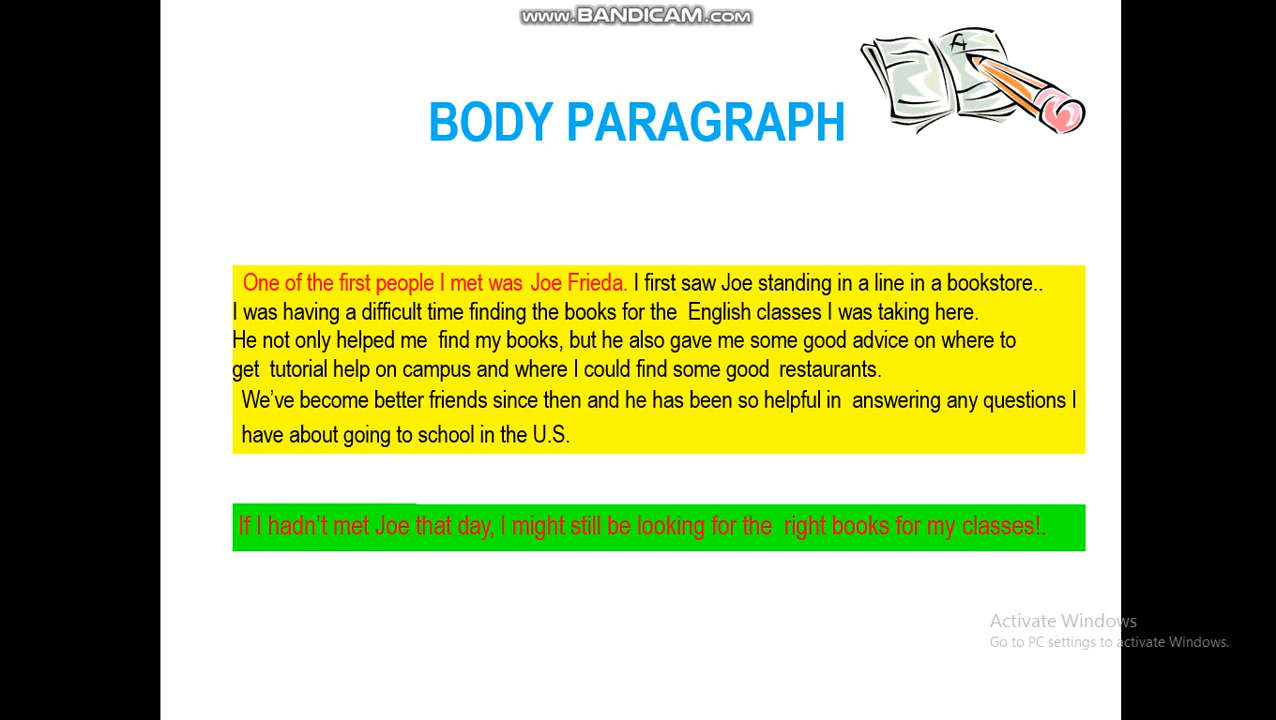 www.BANDICAM.com
A
BODY PARAGRAPH
One of the first people I met was Joe Frieda. I first saw Joe standing in a line in a bookstore..
I was having a difficult time finding the books for the English classes I was taking here.
He not only helped me find my books, but he also gave me some good advice on where to
get tutorial help on campus and where I could find some good restaurants.
We’ve become better friends since then and he has been so helpful in answering any questions I
have about going to school in the U.S.
If I hadn’t met Joe that day, I might still be looking for the right books for my classes!.
Activate Windows
Go to PC settings to activate Windows.